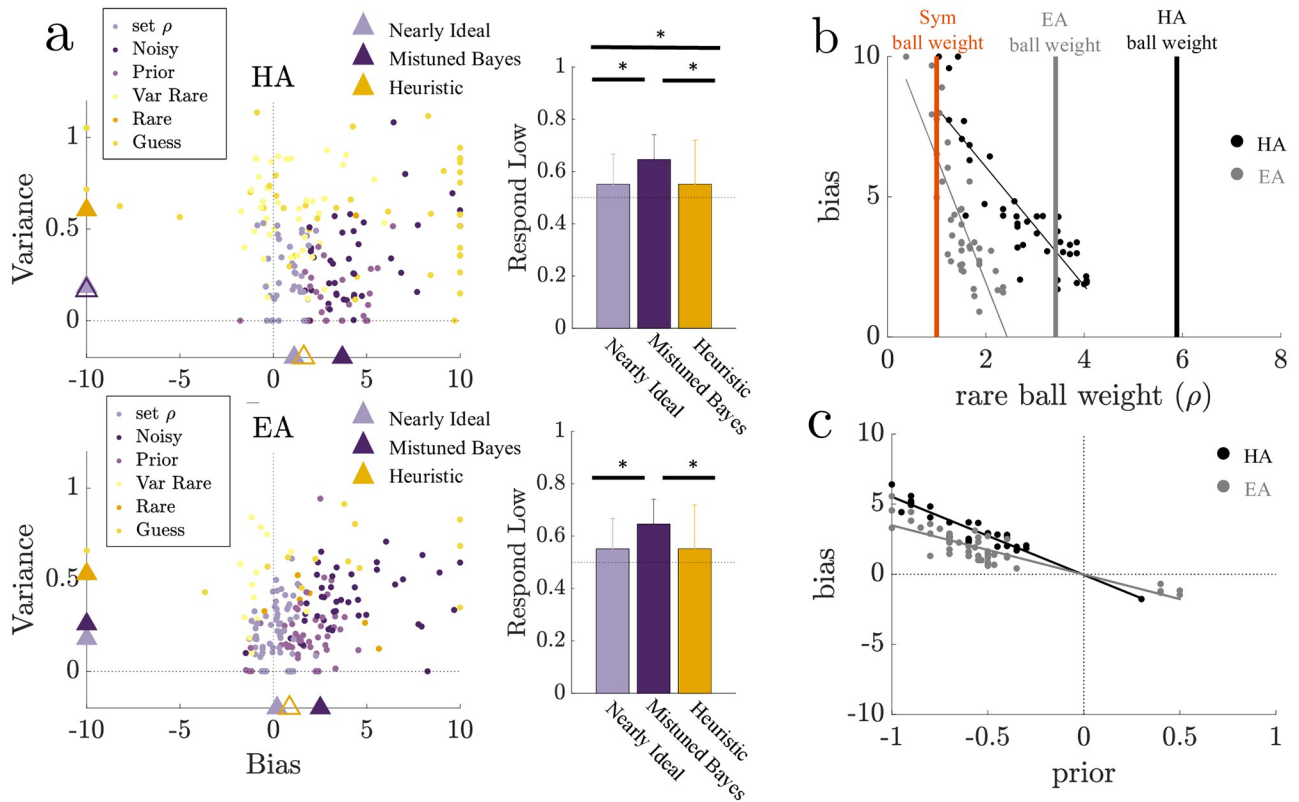 a
set ρ
Noisy
Prior
Var Rare
Rare
Guess
Nearly Ideal
Mistuned Bayes
Heuristic
HA
Variance
1
0.5
0
-10
-5
0
5
10
*
*
*
Respond Low
1
0.8
0.6
0.4
0.2
0
Nearly Ideal
Mistuned Bayes
Heuristic
set ρ
Noisy
Prior
Var Rare
Rare
Guess
Nearly Ideal
Mistuned Bayes
Heuristic
EA
Variance
1
0.5
0
-10
-5
0
5
10
Bias
*
*
Respond Low
1
0.8
0.6
0.4
0.2
0
Nearly Ideal
Mistuned Bayes
Heuristic
b
Sym
ball weight
EA
ball weight
HA
ball weight
HA
EA
bias
10
5
0
0
2
4
6
8
rare ball weight (ρ)
c
HA
EA
bias
10
5
0
-5
-10
-1
-0.5
0
0.5
1
prior